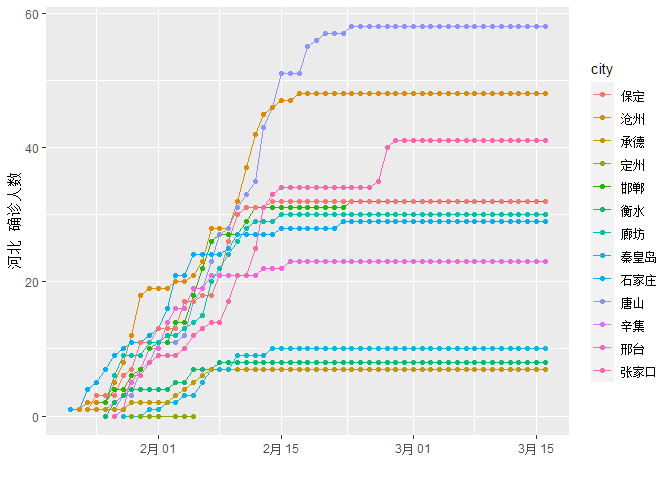 60
40
20
0
河北 确诊人数
2月 01
2月 15
3月 01
3月 15
city
保定
沧州
承德
定州
邯郸
衡水
廊坊
秦皇岛
石家庄
唐山
辛集
邢台
张家口